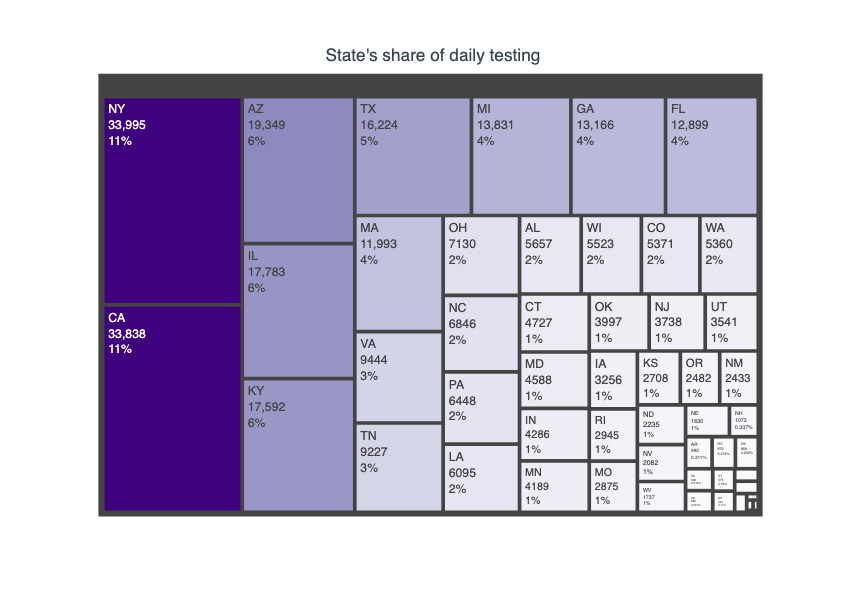 State's share of daily testing
NY
33,995
11%
CA
33,838
11%
AZ
19,349
6%
IL
17,783
6%
KY
17,592
6%
TX
16,224
5%
MI
13,831
4%
GA
13,166
4%
FL
12,899
4%
MA
11,993
4%
VA
9444
3%
TN
9227
3%
OH
7130
2%
NC
6846
2%
PA
6448
2%
LA
6095
2%
AL
5657
2%
WI
5523
2%
CO
5371
2%
WA
5360
2%
CT
4727
1%
MD
4588
1%
IN
4286
1%
MN
4189
1%
OK
3997
1%
NJ
3738
1%
UT
3541
1%
IA
3256
1%
RI
2945
1%
MO
2875
1%
KS
2708
1%
OR
2482
1%
NM
2433
1%
ND
2235
1%
NV
2082
1%
WV
1737
1%
NE
1630
1%
NH
1073
0.337%
AR
992
0.311%
DC
872